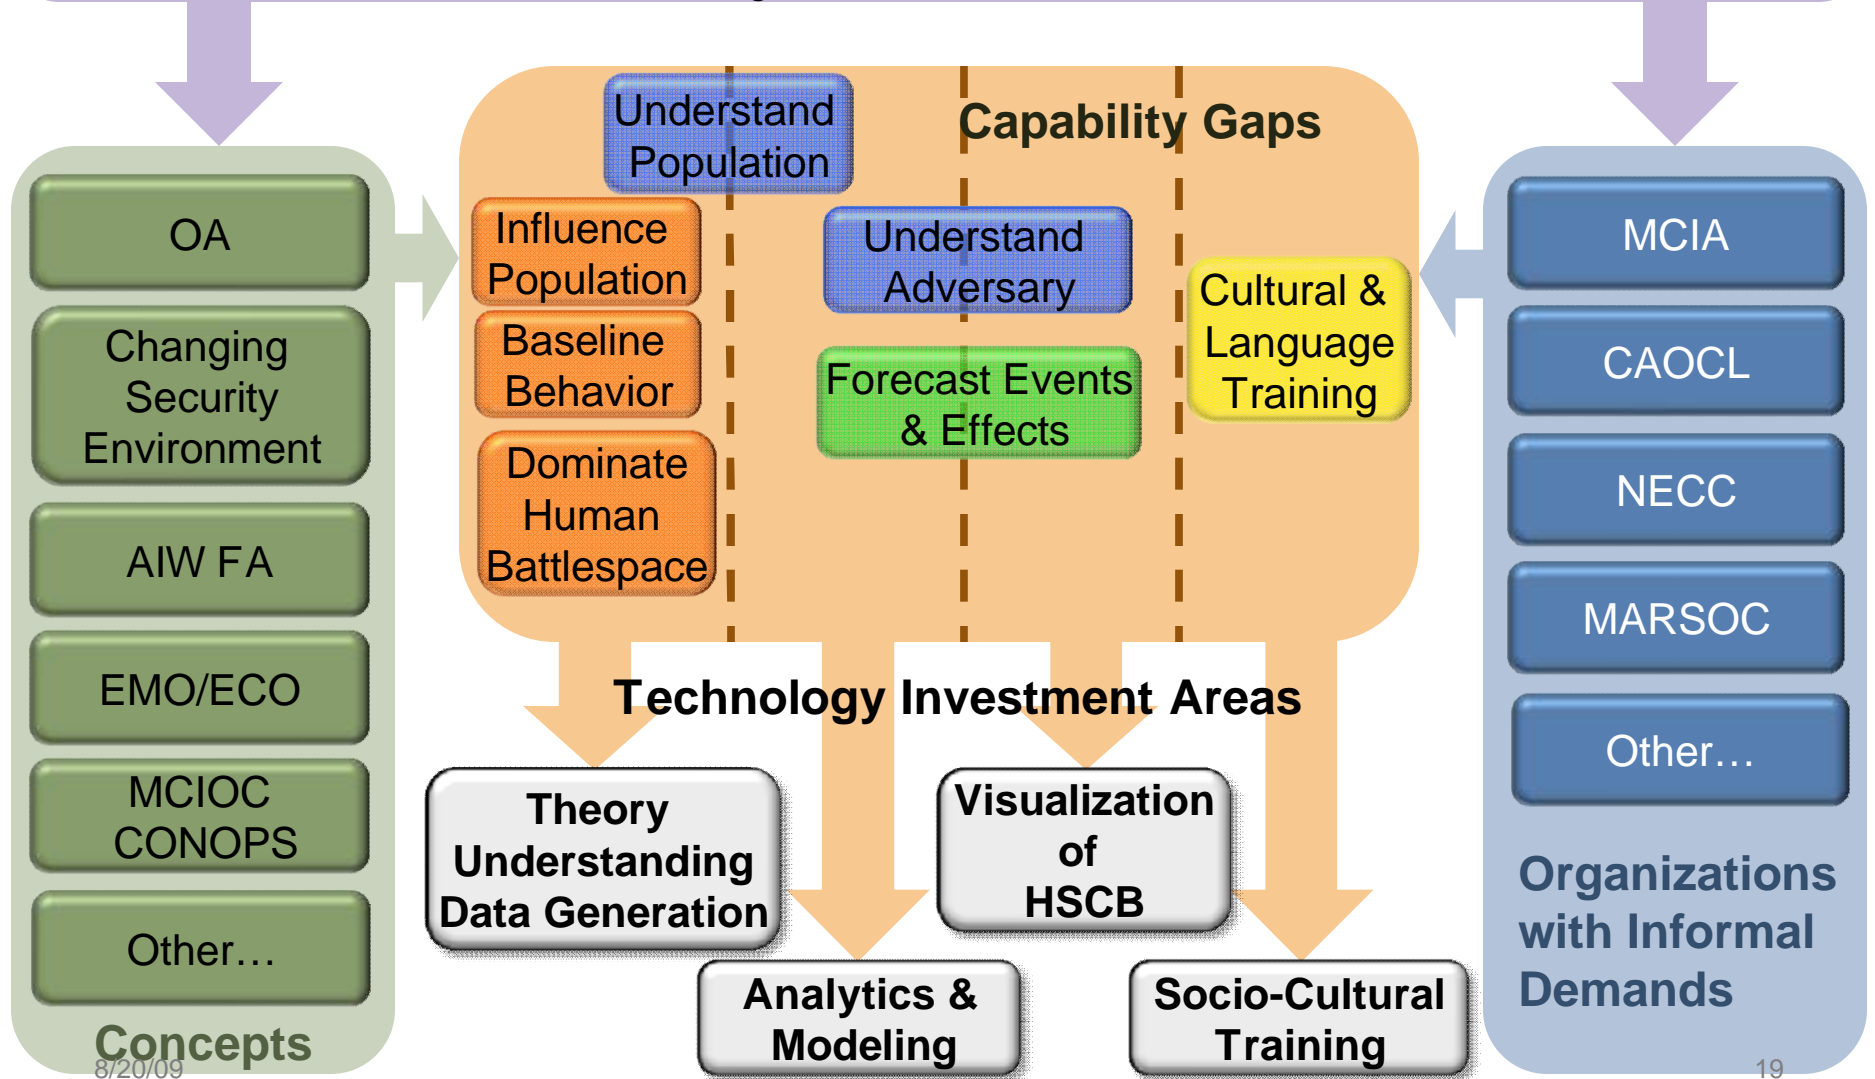 Understand
Population
Capability Gaps
OA
Changing
Security
Environment
AIW FA
EMO/ECO
MCIOC
CONOPS
Other…
Concepts
Influence
Population
Baseline
Behavior
Dominate
Human
Battlespace
Understand
Adversary
Forecast Events
& Effects
Cultural &
Language
Training
MCIA
CAOCL
NECC
MARSOC
Other…
Organizations
with Informal
Demands
Technology Investment Areas
Theory
Understanding
Data Generation
Visualization
of
HSCB
Analytics &
Modeling
Socio-Cultural
Training
8/20/09
19